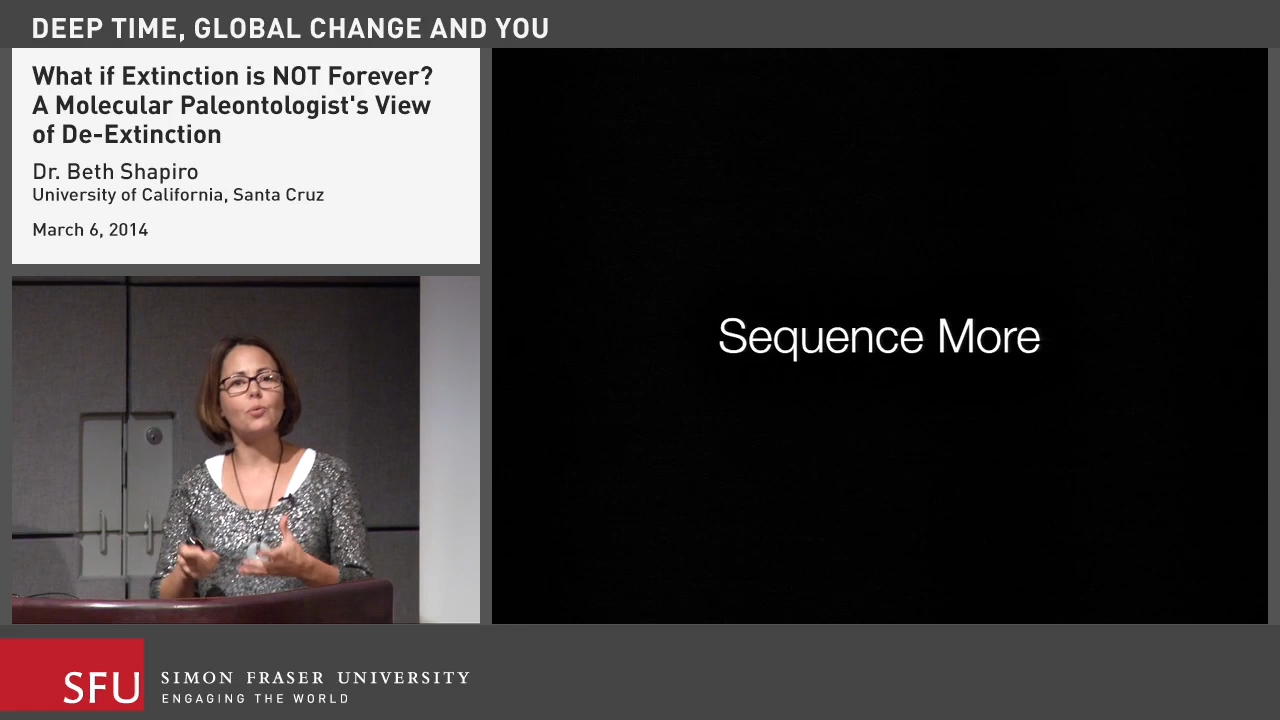 DEEP TIME, GLOBAL CHANGE AND YOU
What if Extinction is NOT Forever?
A Molecular Paleontologist's View
of De-Extinction
Dr. Beth Shapiro
University of California, Santa Cruz
March 6, 2014
Sequence More
SFU
SIMON FRASER UNIVERSITY
ENGAGING THE WORLD